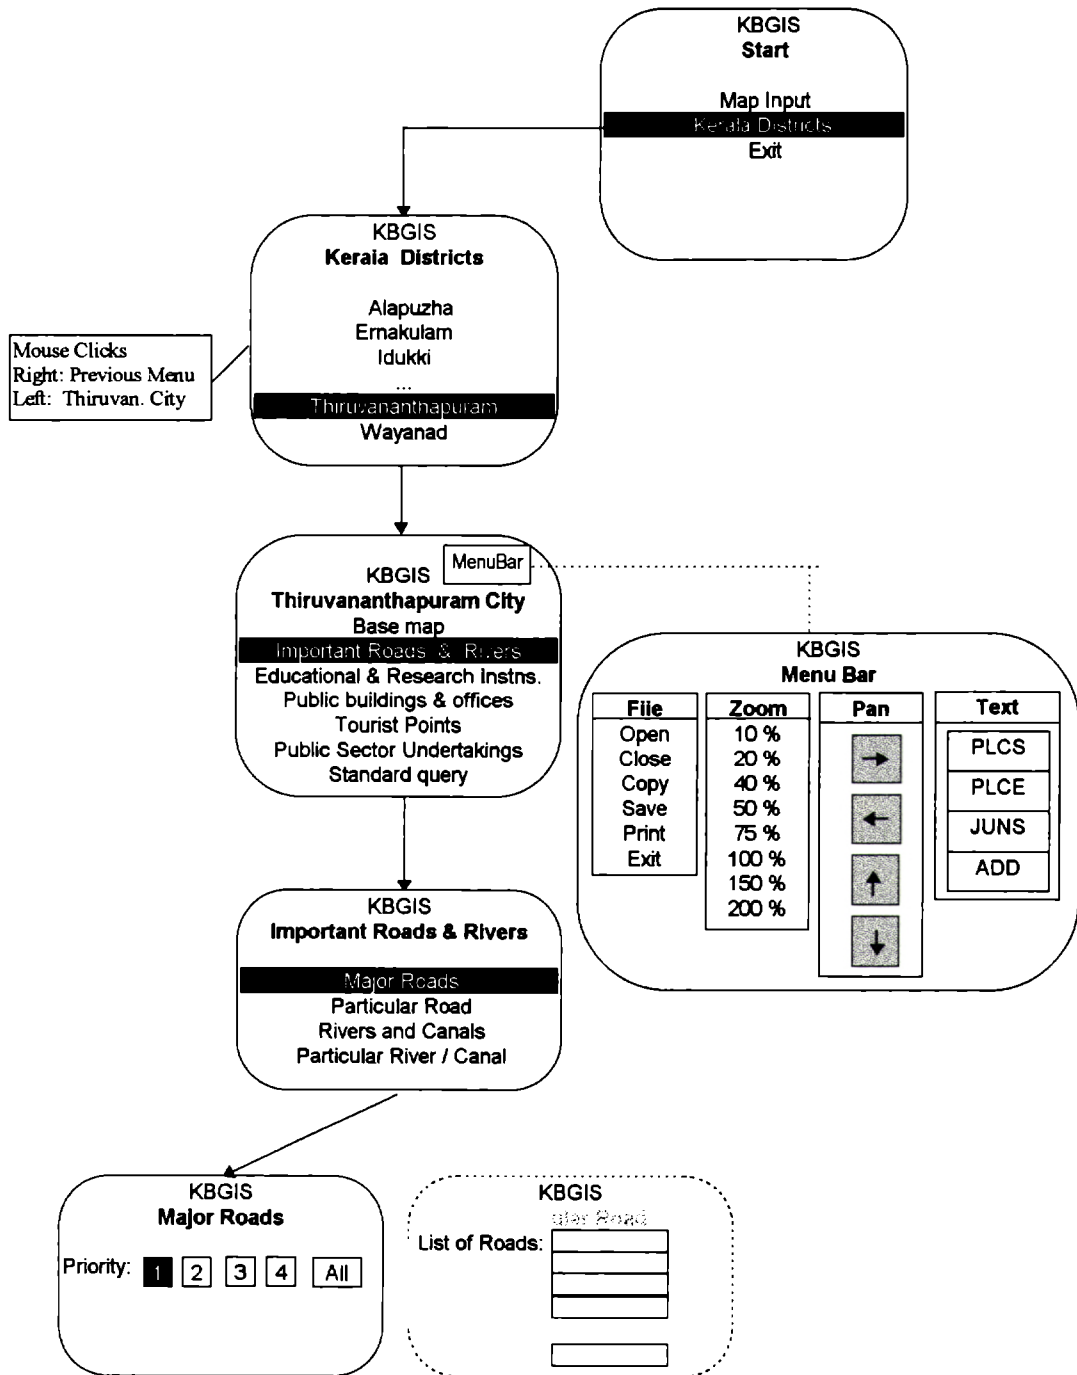 KBGIS
Start
Map Input
Kerala Districts
Exit
KBGIS
Kerala Districts
Alapuzha
Ernakulam
Idukki
...
Thiruvananthapuram
Wayanad
Mouse Clicks
Right: Previous Menu
Left: Thiruvan. City
MenuBar
KBGIS
Thiruvananthapuram City
Base map
Important Roads & Rivers
Educational & Research Instns.
Public buildings & offices
Tourist Points
Public Sector Undertakings
Standard query
KBGIS
Menu Bar
File
Open
Close
Copy
Save
Print
Exit
Zoom
10 %
20 %
40 %
50 %
75 %
100 %
150 %
200 %
Pan
Text
PLCS
PLCE
JUNS
ADD
KBGIS
Important Roads & Rivers
Major Roads
Particular Road
Rivers and Canals
Particular River / Canal
KBGIS
Major Roads
Priority: 1 2 3 4 All
KBGIS
Road
List of Roads: